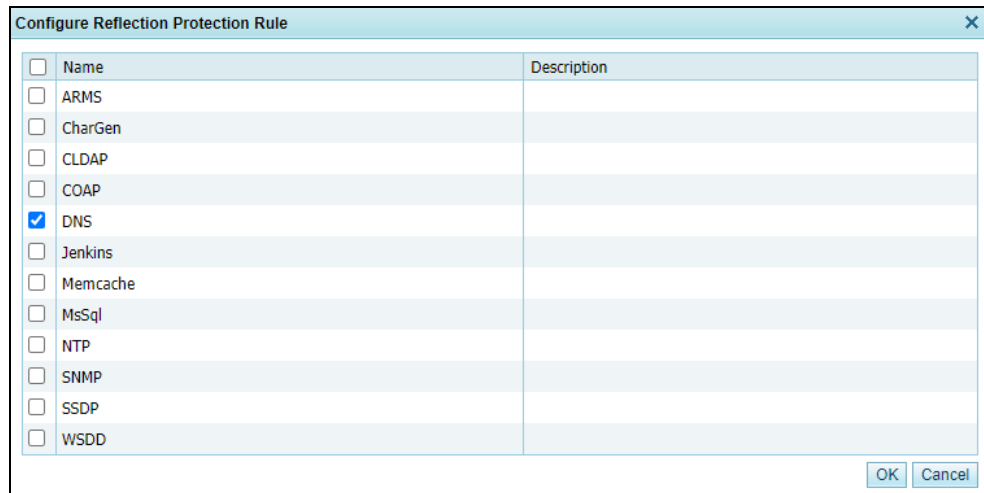 Configure Reflection Protection Rule
Name Description
ARMS
CharGen
CLDAP
COAP
DNS
Jenkins
Memcache
MsSql
NTP
SNMP
SSDP
WSDD
OK Cancel